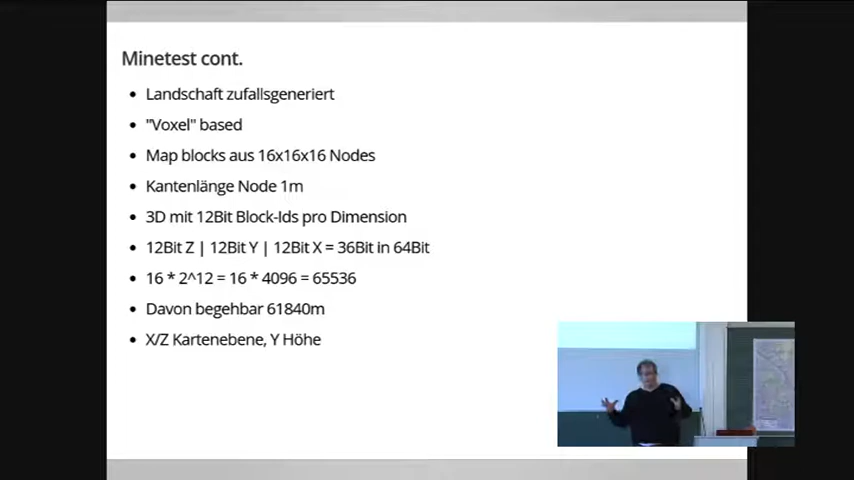 Minetest cont.
Landschaft zufallsgeneriert
"Voxel" based
Map blocks aus 16x16x16 Nodes
Kantenlänge Node 1m
3D mit 12Bit Block-Ids pro Dimension
12Bit Z | 12Bit Y | 12Bit X = 36Bit in 64Bit
16 * 2^12 = 16 * 4096 = 65536
Davon begehbar 61840m
X/Z Kartenebene, Y Höhe